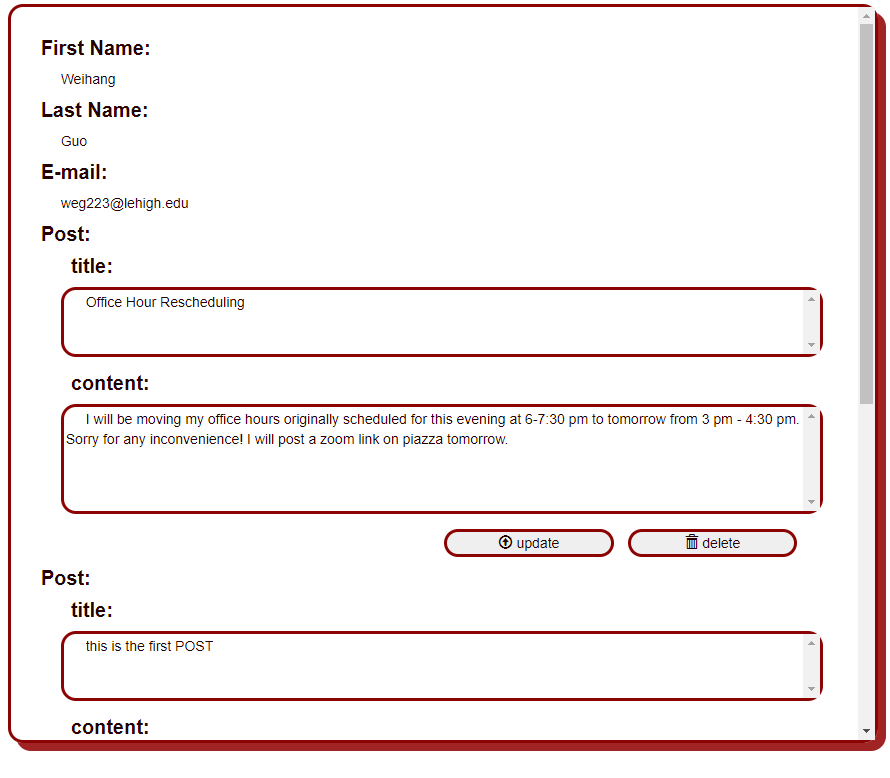 First Name:
Weihang
Last Name:
Guo
E-mail:
weg223@lehigh.edu
Post:
title:
Office Hour Rescheduling
content:
I will be moving my office hours originally scheduled for this evening at 6-7:30 pm to tomorrow from 3 pm - 4:30 pm.
Sorry for any inconvenience! I will post a zoom link on piazza tomorrow.
update delete
Post:
title:
this is the first POST
content: